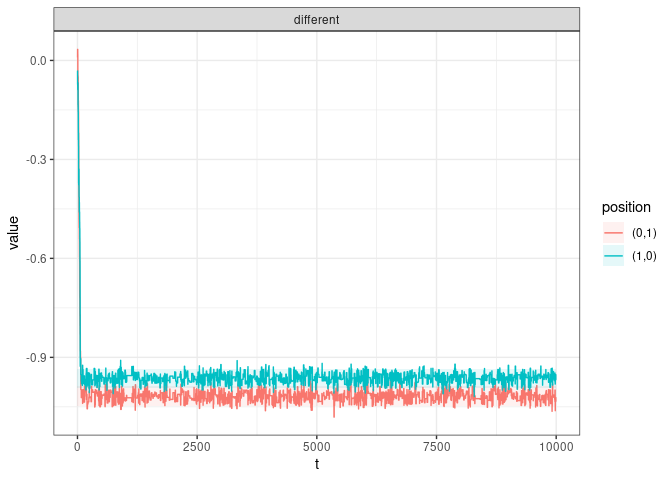 different
0.0
-0.3
-0.6
-0.9
value
0
2500
5000
7500
10000
t
position
(0,1)
(1,0)